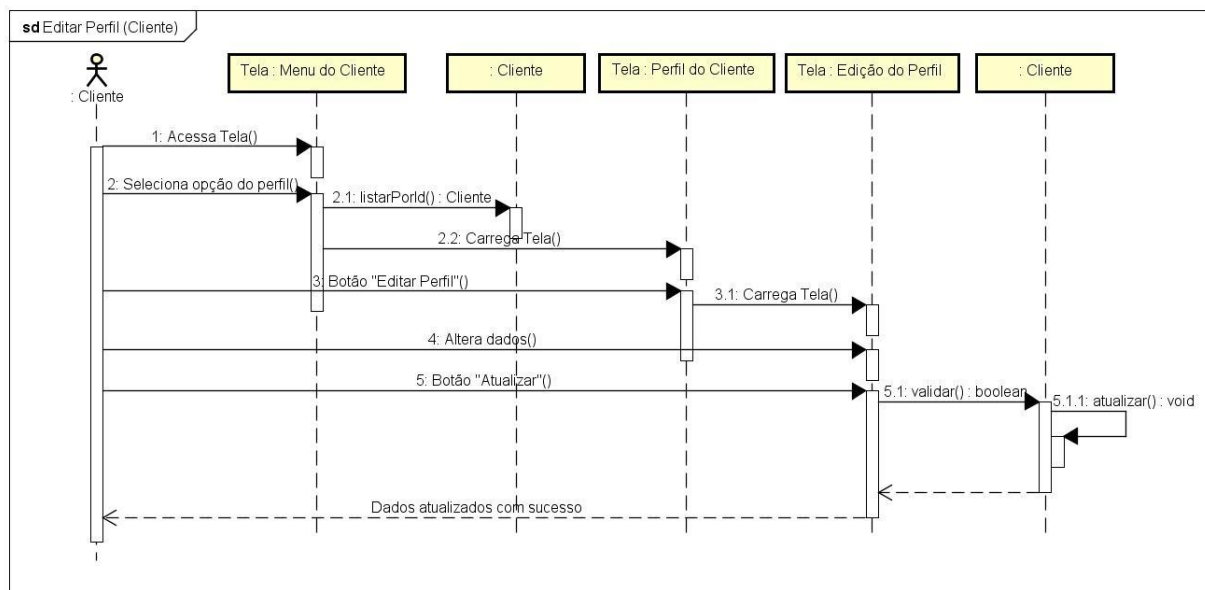 sd Editar Perfil (Cliente)
: Cliente
Tela : Menu do Cliente
: Cliente
Tela : Perfil do Cliente
Tela : Edição do Perfil
: Cliente
1: Acessa Tela()
2: Seleciona opção do perfil()
2.1: listarPorId() : Cliente
2.2: Carrega Tela()
3: Botão "Editar Perfil"()
3.1: Carrega Tela()
4: Altera dados()
5: Botão "Atualizar"()
5.1: validar() : boolean
5.1.1: atualizar() : void
Dados atualizados com sucesso